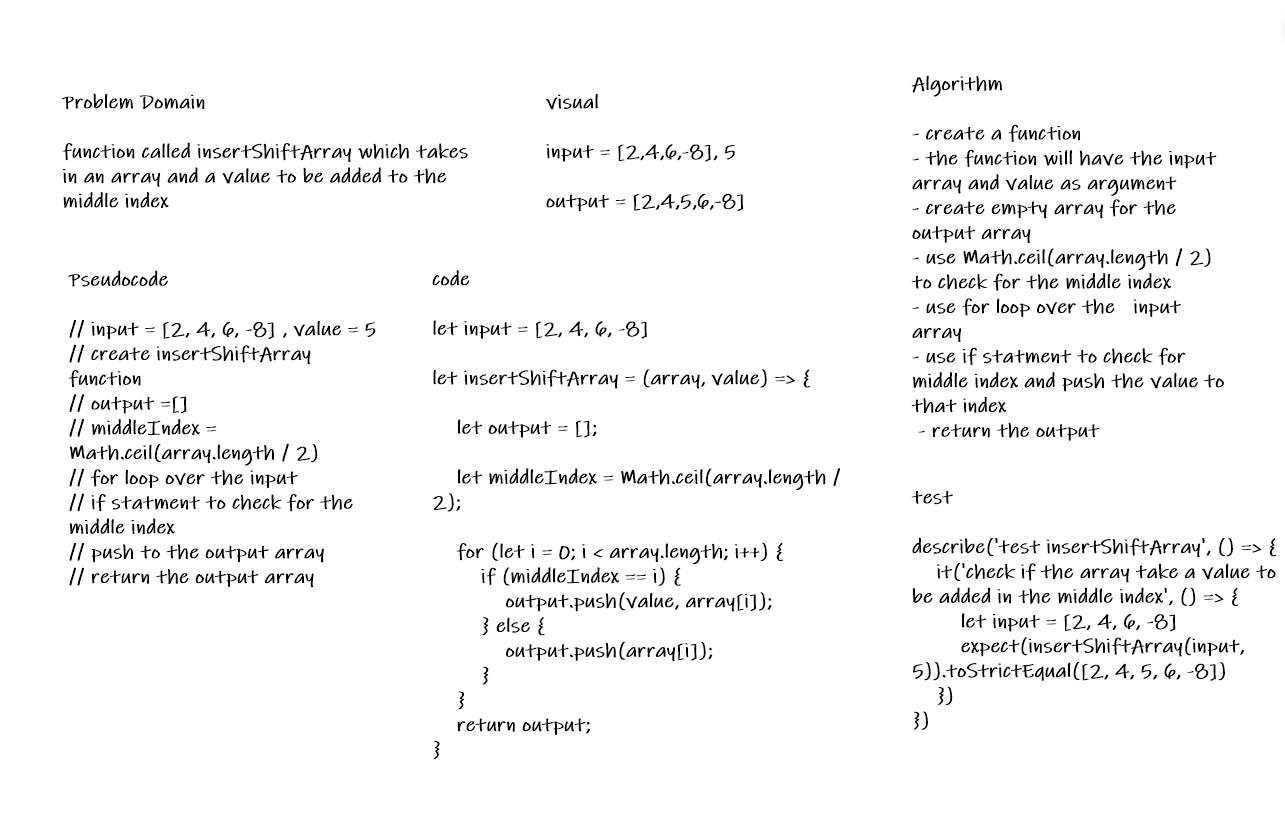 Problem Domain
function called insertShiftArray which takes
in an array and a value to be added to the
middle index
visual
input = [2,4,6,-8], 5
output = [2,4,5,6,-8]
Algorithm
- create a function
- the function will have the input
array and value as argument
- create empty array for the
output array
- use Math.ceil(array.length / 2)
to check for the middle index
- use for loop over the   input
array
- use if statment to check for
middle index and push the value to
that index
- return the output
Pseudocode
// input = [2, 4, 6, -8] , value = 5
// create insertShiftArray
function
// output =[]
// middleIndex =
Math.ceil(array.length / 2)
// for loop over the input
// if statment to check for the
middle index
// push to the output array
// return the output array
code
let input = [2, 4, 6, -8]
let insertShiftArray = (array, value) => {
let output = [];
let middleIndex = Math.ceil(array.length /
2);
for (let i = 0; i < array.length; i++) {
if (middleIndex == i) {
output.push(value, array[i]);
} else {
output.push(array[i]);
}
}
return output;
}
test
describe('test insertShiftArray', () => {
it('check if the array take a value to
be added in the middle index', () => {
let input = [2, 4, 6, -8]
expect(insertShiftArray(input,
5)).toStrictEqual([2, 4, 5, 6, -8])
})
})